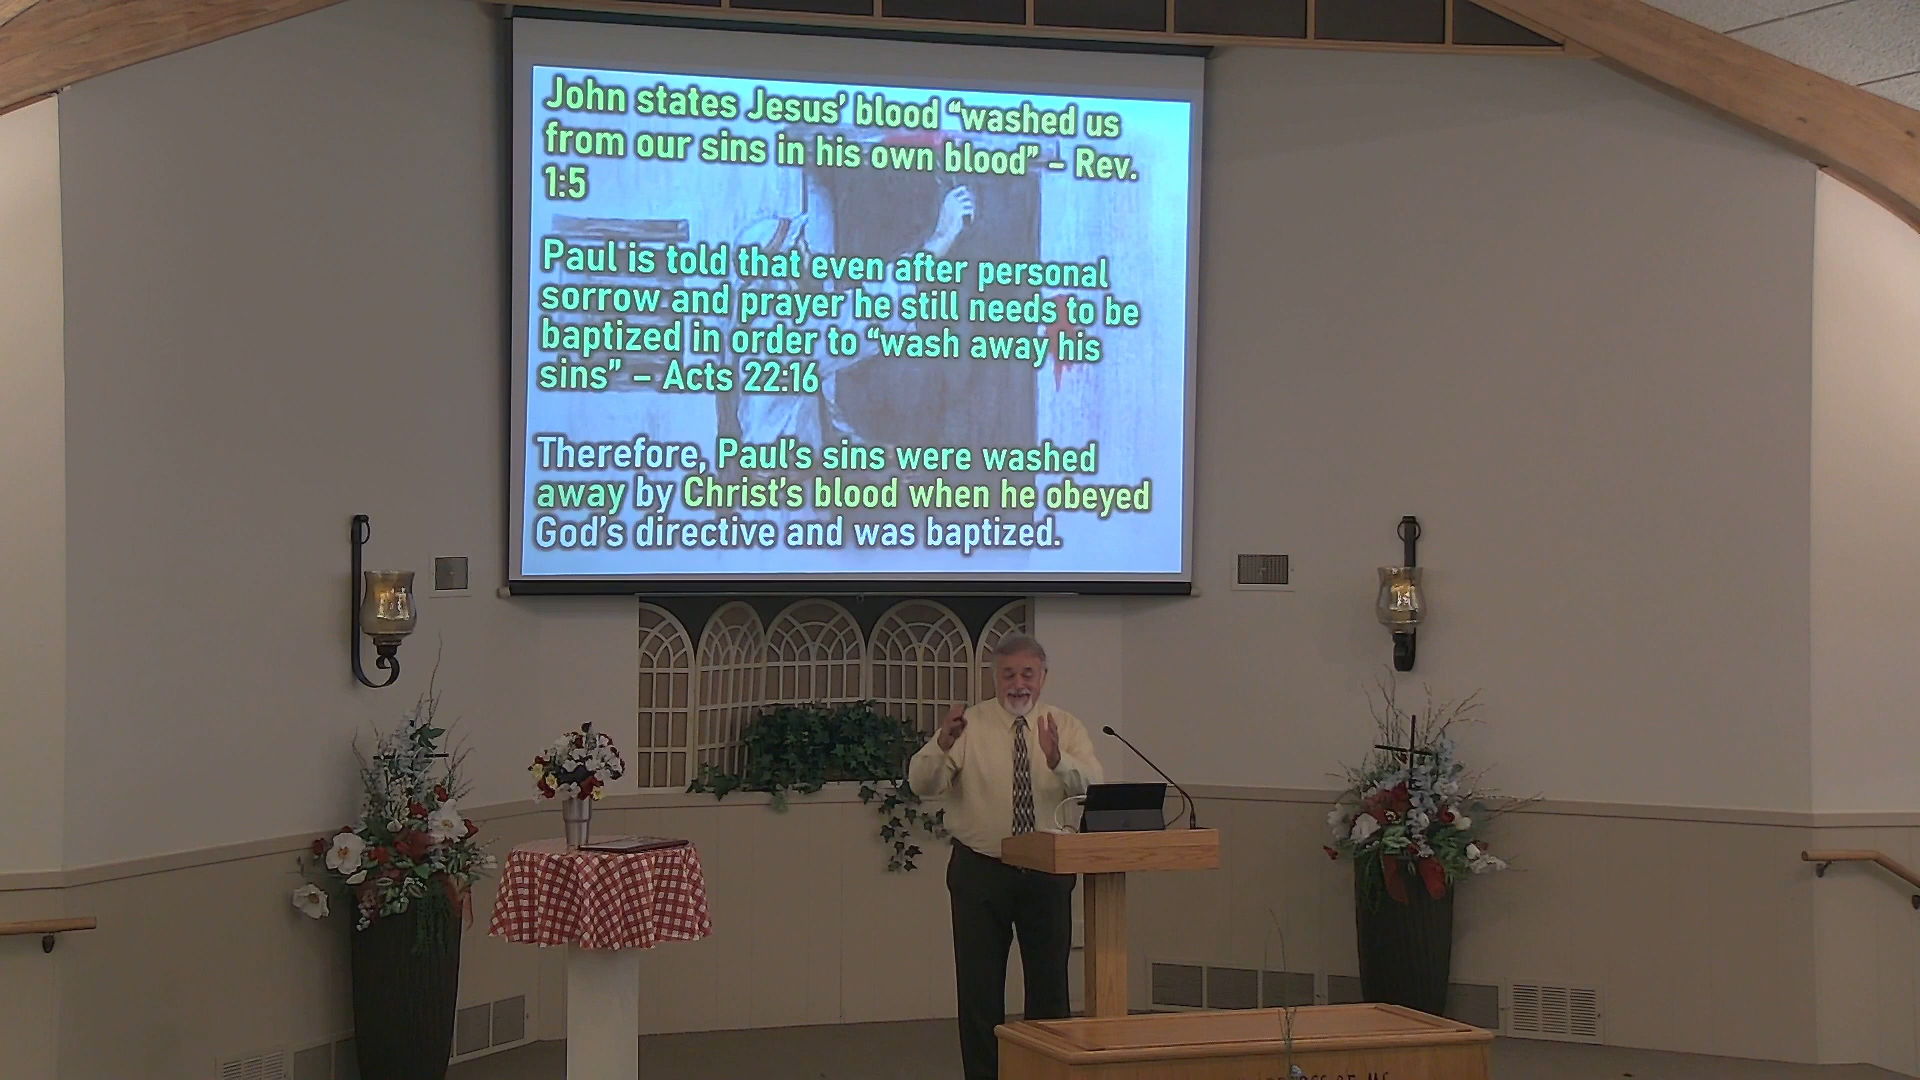 John states Jesus’ blood “washed us
from our sins in his own blood” – Rev.
1:5
Paul is told that even after personal
sorrow and prayer he still needs to be
baptized in order to “wash away his
sins” – Acts 22:16
Therefore, Paul’s sins were washed
away by Christ’s blood when he obeyed
God’s directive and was baptized.
OF ME